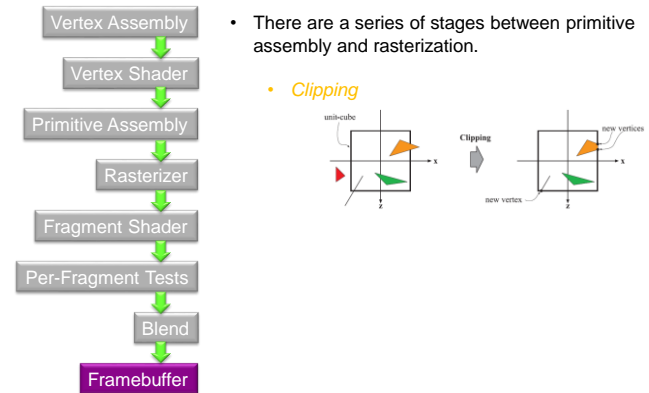 Vertex Assembly
Vertex Shader
Primitive Assembly
Rasterizer
Fragment Shader
Per-Fragment Tests
Blend
Framebuffer
• There are a series of stages between primitive
assembly and rasterization.
• Clipping
unit-cube
x
z
Clipping
new vertices
x
new vertex
z